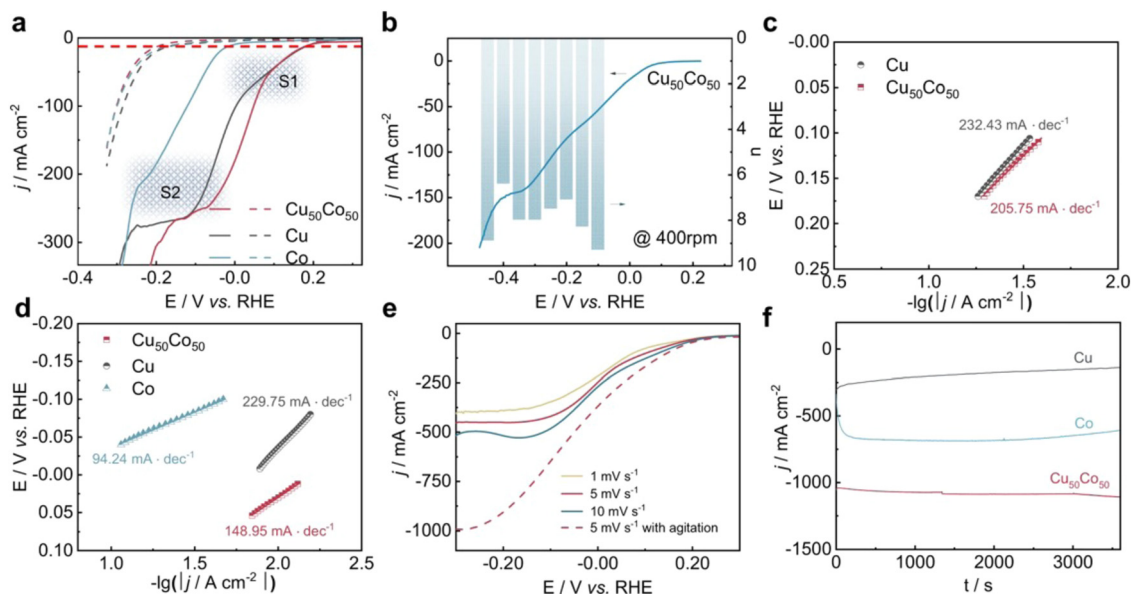 a
0
-100
-200
-300
j / mA cm⁻²
S1
S2
Cu₅₀Co₅₀
Cu
Co
-0.4
-0.2
-0.0
0.2
E / V vs. RHE
b
0
-50
-100
-150
-200
j / mA cm⁻²
Cu₅₀Co₅₀
@ 400rpm
0
2
4
6
8
10
n
-0.4
-0.2
0.0
0.2
E / V vs. RHE
c
-0.00
0.05
0.10
0.15
0.20
0.25
E / V vs. RHE
Cu
Cu₅₀Co₅₀
232.43 mA · dec⁻¹
205.75 mA · dec⁻¹
0.5
1.0
1.5
2.0
-lg(|j / A cm⁻²|)
d
-0.20
-0.15
-0.10
-0.05
-0.00
0.05
0.10
E / V vs. RHE
Cu₅₀Co₅₀
Cu
Co
229.75 mA · dec⁻¹
94.24 mA · dec⁻¹
148.95 mA · dec⁻¹
0.5
1.0
1.5
2.0
2.5
-lg(|j / A cm⁻²|)
e
0
-250
-500
-750
-1000
j / mA cm⁻²
1 mV s⁻¹
5 mV s⁻¹
10 mV s⁻¹
5 mV s⁻¹ with agitation
-0.20
-0.00
0.20
E / V vs. RHE
f
0
-500
-1000
-1500
j / mA cm⁻²
Cu
Co
Cu₅₀Co₅₀
0
1000
2000
3000
t / s